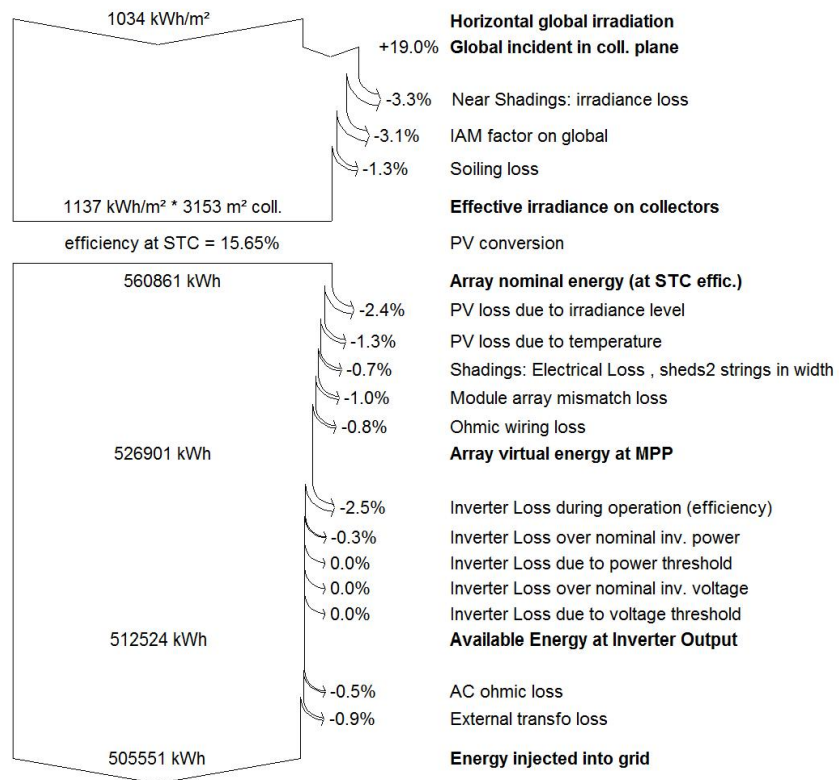 1034 kWh/m² Horizontal global irradiation
+19.0% Global incident in coll. plane
-3.3% Near Shadings: irradiance loss
-3.1% IAM factor on global
-1.3% Soiling loss
1137 kWh/m² * 3153 m² coll. Effective irradiance on collectors
efficiency at STC = 15.65% PV conversion
560861 kWh Array nominal energy (at STC effic.)
-2.4% PV loss due to irradiance level
-1.3% PV loss due to temperature
-0.7% Shadings: Electrical Loss , sheds2 strings in width
-1.0% Module array mismatch loss
-0.8% Ohmic wiring loss
526901 kWh Array virtual energy at MPP
-2.5% Inverter Loss during operation (efficiency)
-0.3% Inverter Loss over nominal inv. power
0.0% Inverter Loss due to power threshold
0.0% Inverter Loss over nominal inv. voltage
0.0% Inverter Loss due to voltage threshold
512524 kWh Available Energy at Inverter Output
-0.5% AC ohmic loss
-0.9% External transfo loss
505551 kWh Energy injected into grid